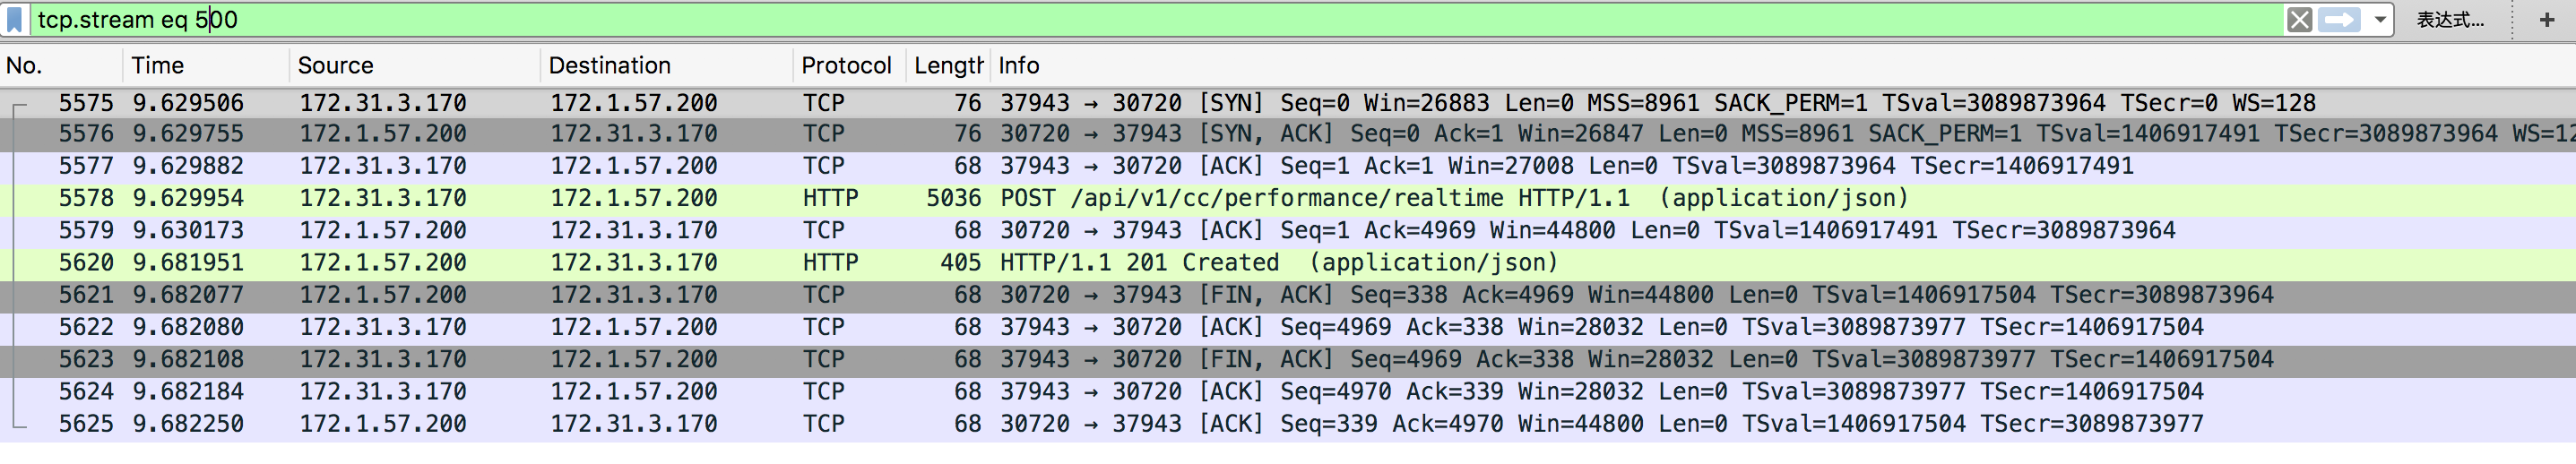 tcp.stream eq 500 表达式… +
No. Time Source Destination Protocol Length Info
5575 9.629506 172.31.3.170 172.1.57.200 TCP 76 37943 → 30720 [SYN] Seq=0 Win=26883 Len=0 MSS=8961 SACK_PERM=1 TSval=3089873964 TSecr=0 WS=128
5576 9.629755 172.1.57.200 172.31.3.170 TCP 76 30720 → 37943 [SYN, ACK] Seq=0 Ack=1 Win=26847 Len=0 MSS=8961 SACK_PERM=1 TSval=1406917491 TSecr=3089873964 WS=12
5577 9.629882 172.31.3.170 172.1.57.200 TCP 68 37943 → 30720 [ACK] Seq=1 Ack=1 Win=27008 Len=0 TSval=3089873964 TSecr=1406917491
5578 9.629954 172.31.3.170 172.1.57.200 HTTP 5036 POST /api/v1/cc/performance/realtime HTTP/1.1 (application/json)
5579 9.630173 172.1.57.200 172.31.3.170 TCP 68 30720 → 37943 [ACK] Seq=1 Ack=4969 Win=44800 Len=0 TSval=1406917491 TSecr=3089873964
5620 9.681951 172.1.57.200 172.31.3.170 HTTP 405 HTTP/1.1 201 Created (application/json)
5621 9.682077 172.1.57.200 172.31.3.170 TCP 68 30720 → 37943 [FIN, ACK] Seq=338 Ack=4969 Win=44800 Len=0 TSval=1406917504 TSecr=3089873964
5622 9.682080 172.31.3.170 172.1.57.200 TCP 68 37943 → 30720 [ACK] Seq=4969 Ack=338 Win=28032 Len=0 TSval=3089873977 TSecr=1406917504
5623 9.682108 172.31.3.170 172.1.57.200 TCP 68 37943 → 30720 [FIN, ACK] Seq=4969 Ack=338 Win=28032 Len=0 TSval=3089873977 TSecr=1406917504
5624 9.682184 172.31.3.170 172.1.57.200 TCP 68 37943 → 30720 [ACK] Seq=4970 Ack=339 Win=28032 Len=0 TSval=3089873977 TSecr=1406917504
5625 9.682250 172.1.57.200 172.31.3.170 TCP 68 30720 → 37943 [ACK] Seq=339 Ack=4970 Win=44800 Len=0 TSval=1406917504 TSecr=3089873977